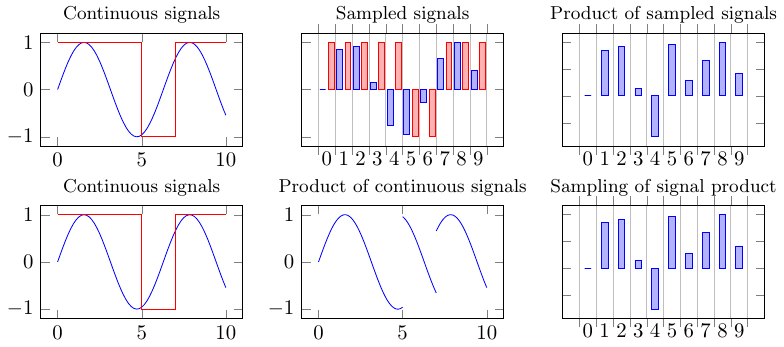 Continuous signals
Sampled signals
Product of sampled signals
1
0
−1
0 5 10
0 1 2 3 4 5 6 7 8 9
0 1 2 3 4 5 6 7 8 9
Continuous signals
Product of continuous signals
Sampling of signal product
1
0
−1
0 5 10
1
0
−1
0 5 10
0 1 2 3 4 5 6 7 8 9